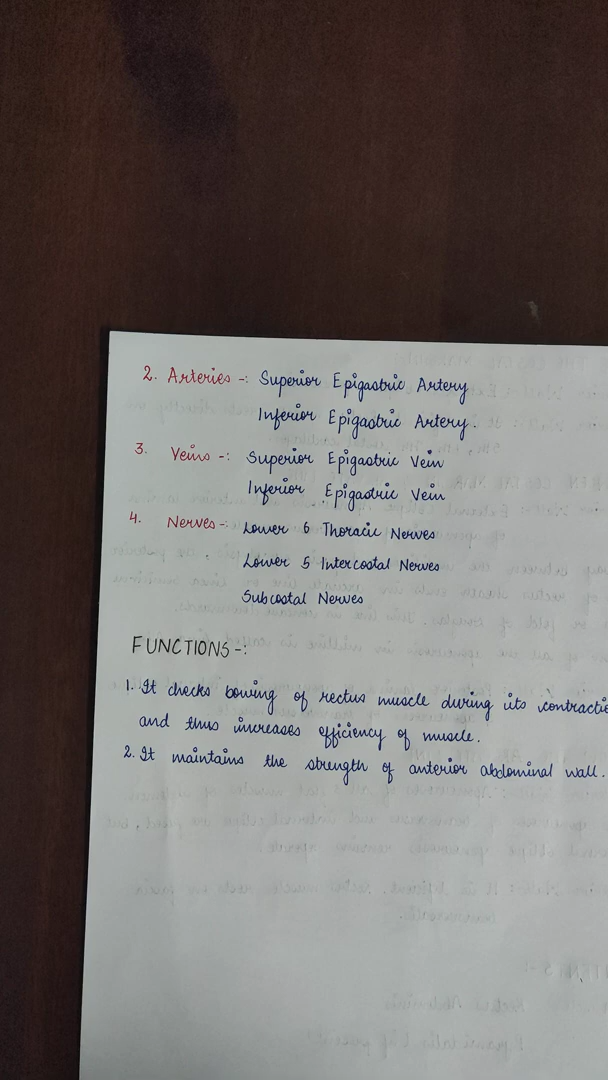 2. Arteries -: Superior Epigastric Artery
Inferior Epigastric Artery.
3. Veins -: Superior Epigastric Vein
Inferior Epigastric Vein
4. Nerves -: Lower 6 Thoracic Nerves
Lower 5 Intercostal Nerves
Subcostal Nerves
FUNCTIONS -:
1. It checks bowing of rectus muscle during its contractio
and thus increases efficiency of muscle.
2. It maintains the strength of anterior abdominal wall.